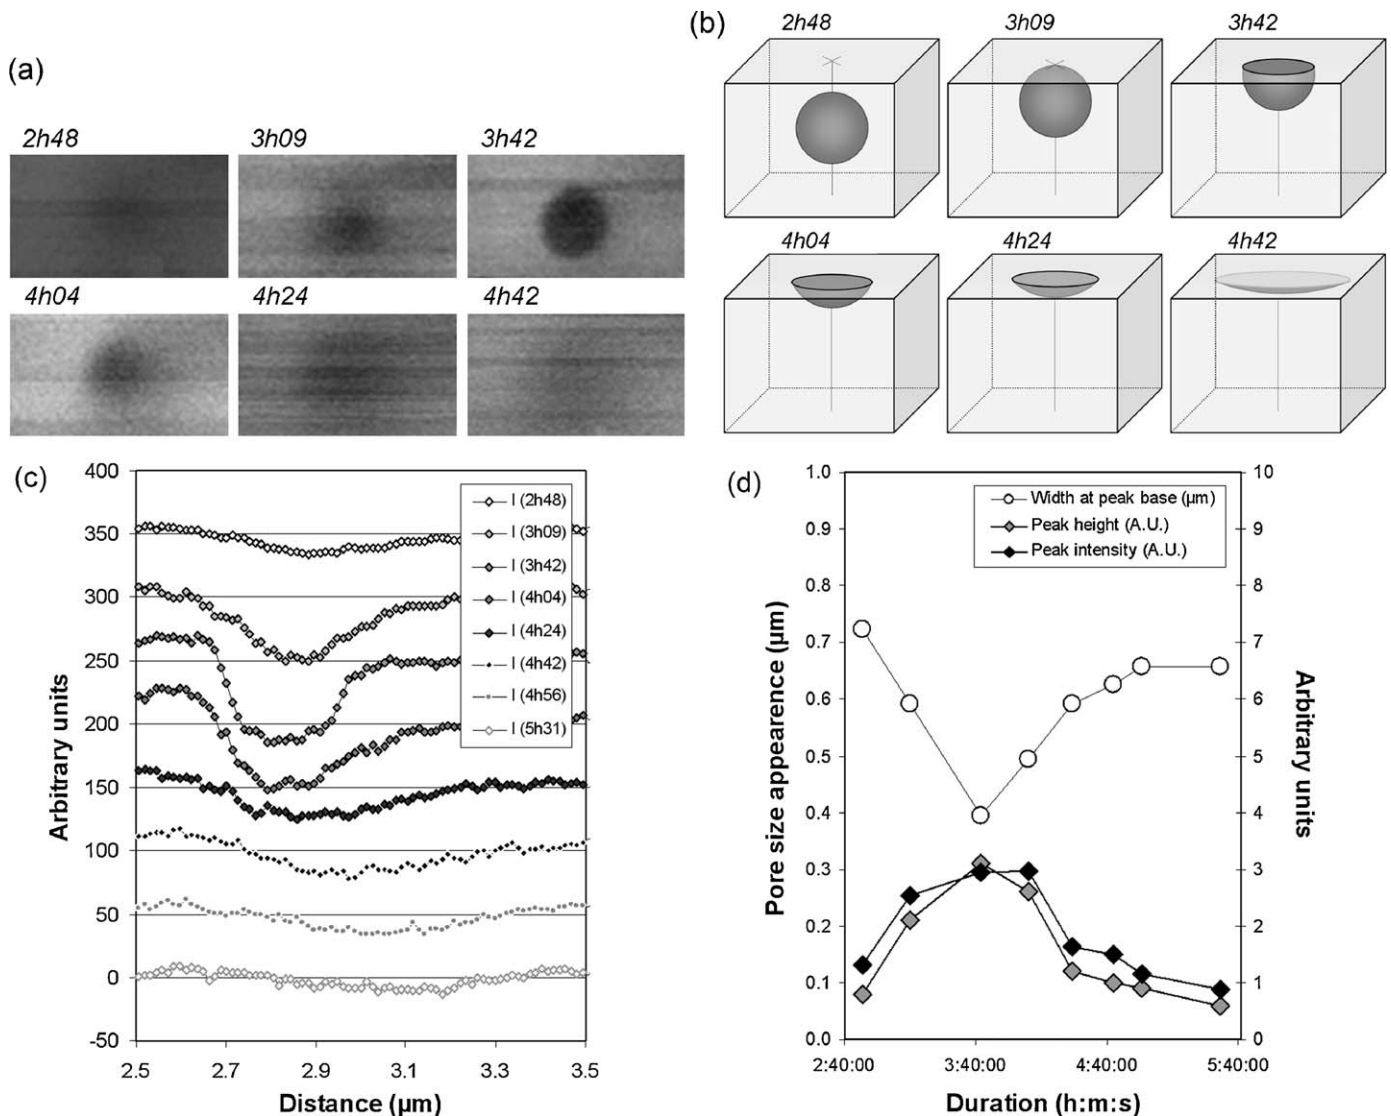 (a)
2h48 3h09 3h42
4h04 4h24 4h42
(b)
2h48 3h09 3h42
4h04 4h24 4h42
(c)
400
350
300
250
200
150
100
50
0
-50
Arbitrary units
2.5 2.7 2.9 3.1 3.3 3.5
Distance (µm)
I (2h48)
I (3h09)
I (3h42)
I (4h04)
I (4h24)
I (4h42)
I (4h56)
I (5h31)
(d)
1.0
0.9
0.8
0.7
0.6
0.5
0.4
0.3
0.2
0.1
0.0
Pore size appearence (µm)
Width at peak base (µm)
Peak height (A.U.)
Peak intensity (A.U.)
10
9
8
7
6
5
4
3
2
1
0
Arbitrary units
2:40:00 3:40:00 4:40:00 5:40:00
Duration (h:m:s)